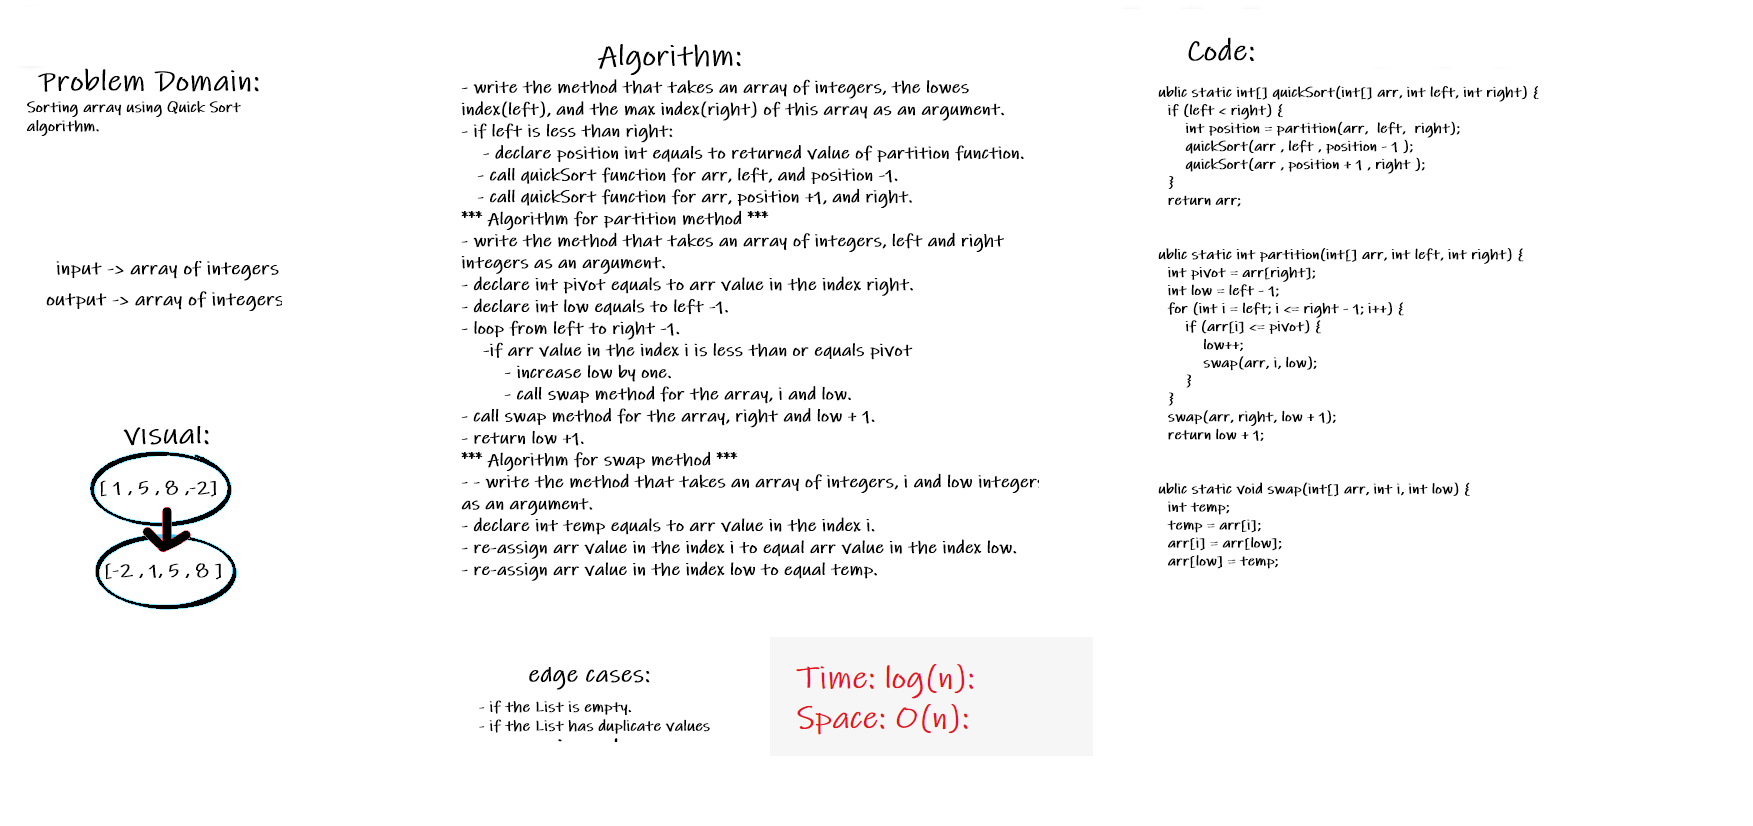 Problem Domain:
Sorting array using Quick Sort
algorithm.
input -> array of integers
output -> array of integers
Visual:
[ 1 , 5 , 8 ,-2]
[-2 , 1, 5 , 8 ]
Algorithm:
- write the method that takes an array of integers, the lowes
index(left), and the max index(right) of this array as an argument.
- if left is less than right:
- declare position int equals to returned value of partition function.
- call quickSort function for arr, left, and position -1.
- call quickSort function for arr, position +1, and right.
*** Algorithm for partition method ***
- write the method that takes an array of integers, left and right
integers as an argument.
- declare int pivot equals to arr value in the index right.
- declare int low equals to left -1.
- loop from left to right -1.
-if arr value in the index i is less than or equals pivot
- increase low by one.
- call swap method for the array, i and low.
- call swap method for the array, right and low + 1.
- return low +1.
*** Algorithm for swap method ***
- - write the method that takes an array of integers, i and low integer
as an argument.
- declare int temp equals to arr value in the index i.
- re-assign arr value in the index i to equal arr value in the index low.
- re-assign arr value in the index low to equal temp.
edge cases:
- if the List is empty.
- if the List has duplicate values
Time: log(n):
Space: O(n):
Code:
ublic static int[] quickSort(int[] arr, int left, int right) {
if (left < right) {
int position = partition(arr, left, right);
quickSort(arr , left , position - 1 );
quickSort(arr , position + 1 , right );
}
return arr;
ublic static int partition(int[] arr, int left, int right) {
int pivot = arr[right];
int low = left - 1;
for (int i = left; i <= right - 1; i++) {
if (arr[i] <= pivot) {
low++;
swap(arr, i, low);
}
}
swap(arr, right, low + 1);
return low + 1;
ublic static void swap(int[] arr, int i, int low) {
int temp;
temp = arr[i];
arr[i] = arr[low];
arr[low] = temp;